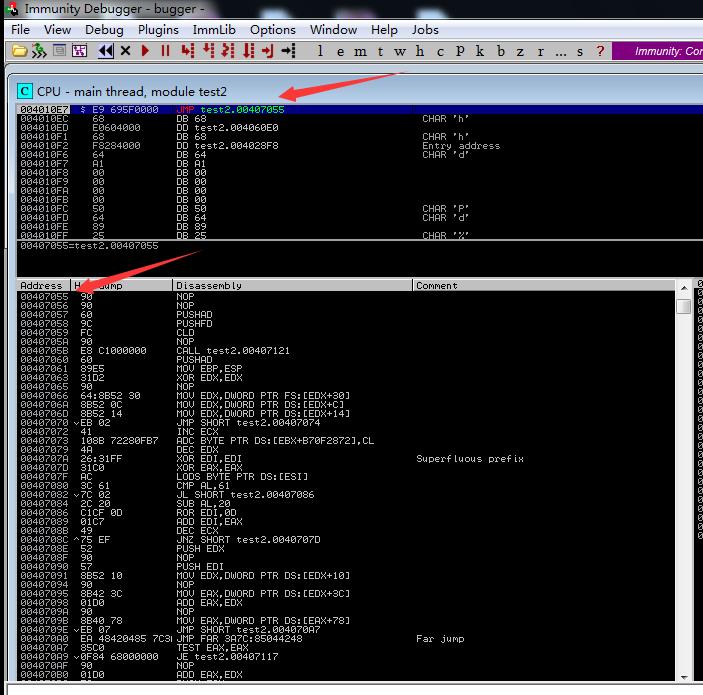 Immunity Debugger - bugger -
File View Debug Plugins ImmLib Options Window Help Jobs
l e m t w h c P k b z r ... s ? Immunity: Con
C CPU - main thread, module test2
004010E7 $ E9 695F0000 JMP test2.00407055
004010EC 68 DB 68 CHAR 'h'
004010ED E0604000 DD test2.004060E0
004010F1 68 DB 68 CHAR 'h'
004010F2 F8284000 DD test2.004028F8 Entry address
004010F6 64 DB 64 CHAR 'd'
004010F7 A1 DB A1
004010F8 00 DB 00
004010F9 00 DB 00
004010FA 00 DB 00
004010FB 00 DB 00
004010FC 50 DB 50 CHAR 'P'
004010FD 64 DB 64 CHAR 'd'
004010FE 89 DB 89
004010FF 25 DB 25 CHAR '%'
00407055=test2.00407055
Address Disassembly Comment
00407055 90 NOP
00407056 90 NOP
00407057 60 PUSHAD
00407058 9C PUSHFD
00407059 FC CLD
0040705A 90 NOP
0040705B E8 C1000000 CALL test2.00407121
00407060 60 PUSHAD
00407061 89E5 MOV EBP,ESP
00407063 31D2 XOR EDX,EDX
00407065 90 NOP
00407066 64:8B52 30 MOV EDX,DWORD PTR FS:[EDX+30]
0040706A 8B52 0C MOV EDX,DWORD PTR DS:[EDX+C]
0040706D 8B52 14 MOV EDX,DWORD PTR DS:[EDX+14]
00407070 EB 02 JMP SHORT test2.00407074
00407072 41 INC ECX
00407073 108B 72280FB7 ADC BYTE PTR DS:[EBX+B70F2872],CL
00407079 4A DEC EDX
0040707A 26:31FF XOR EDI,EDI Superfluous prefix
0040707D 31C0 XOR EAX,EAX
0040707F AC LODS BYTE PTR DS:[ESI]
00407080 3C 61 CMP AL,61
00407082 7C 02 JL SHORT test2.00407086
00407084 2C 20 SUB AL,20
00407086 C1CF 0D ROR EDI,0D
00407089 01C7 ADD EDI,EAX
0040708B 49 DEC ECX
0040708C ^75 EF JNZ SHORT test2.0040707D
0040708E 52 PUSH EDX
0040708F 90 NOP
00407090 57 PUSH EDI
00407091 8B52 10 MOV EDX,DWORD PTR DS:[EDX+10]
00407094 90 NOP
00407095 8B42 3C MOV EAX,DWORD PTR DS:[EDX+3C]
00407098 01D0 ADD EAX,EDX
0040709A 90 NOP
0040709B 8B40 78 MOV EAX,DWORD PTR DS:[EAX+78]
0040709E EB 07 JMP SHORT test2.004070A7
004070A0 EA 48420485 7C3 JMP FAR 3A7C:85044248 Far jump
004070A7 85C0 TEST EAX,EAX
004070A9 0F84 68000000 JE test2.00407117
004070AF 90 NOP
004070B0 01D0 ADD EAX,EDX